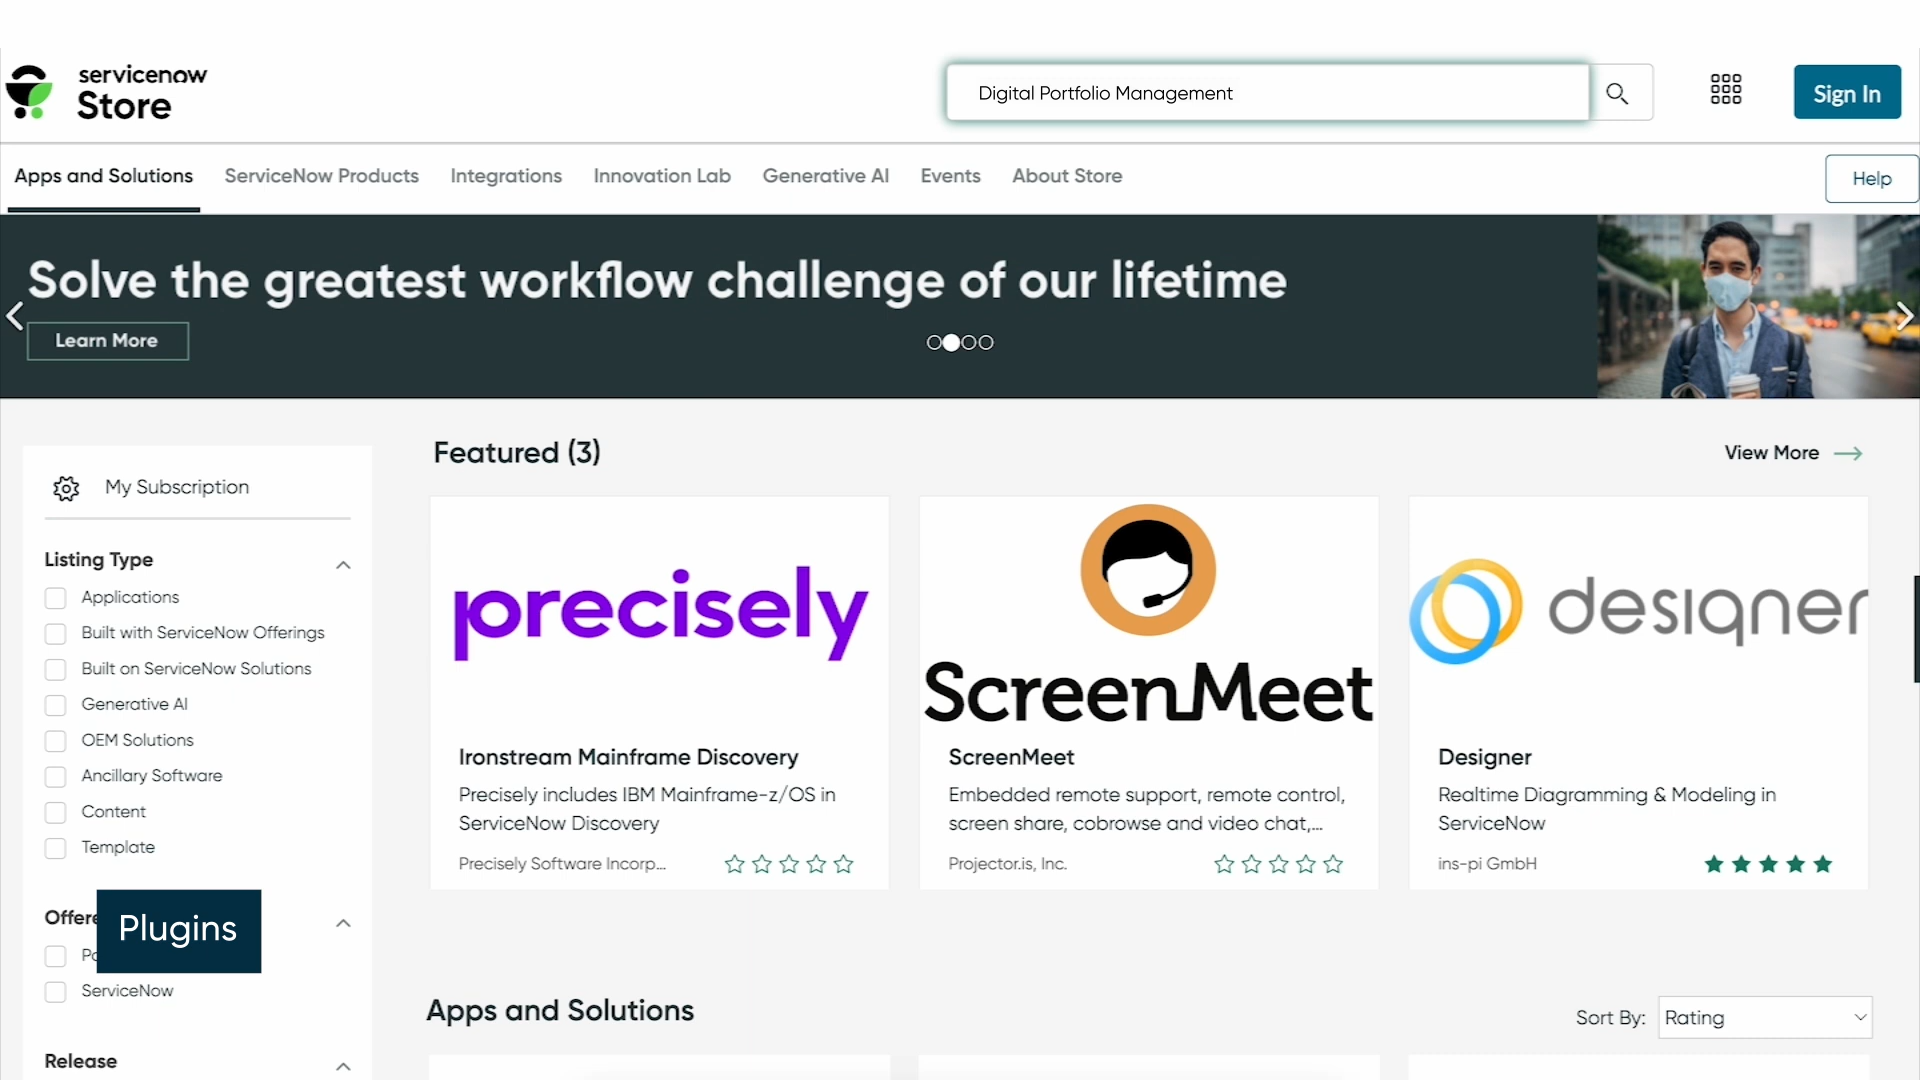 servicenow
Store
Digital Portfolio Management
Sign In
Apps and Solutions
ServiceNow Products
Integrations
Innovation Lab
Generative AI
Events
About Store
Help
Solve the greatest workflow challenge of our lifetime
Learn More
My Subscription
Listing Type
Applications
Built with ServiceNow Offerings
Built on ServiceNow Solutions
Generative AI
OEM Solutions
Ancillary Software
Content
Template
Plugins
ServiceNow
Release
Featured (3)
View More
precisely
Ironstream Mainframe Discovery
Precisely includes IBM Mainframe-z/OS in
ServiceNow Discovery
Precisely Software Incorp...
ScreenMeet
ScreenMeet
Embedded remote support, remote control,
screen share, cobrowse and video chat,...
Projector.is, Inc.
designer
Designer
Realtime Diagramming & Modeling in
ServiceNow
ins-pi GmbH
Apps and Solutions
Sort By:
Rating